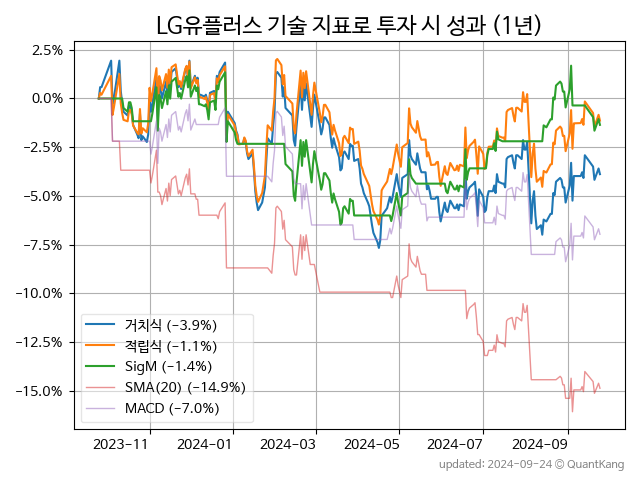 LG유플러스 기술 지표로 투자 시 성과 (1년)
2.5%
0.0%
−2.5%
−5.0%
−7.5%
−10.0%
−12.5%
−15.0%
거치식 (−3.9%)
적립식 (−1.1%)
SigM (−1.4%)
SMA(20) (−14.9%)
MACD (−7.0%)
2023-11 2024-01 2024-03 2024-05 2024-07 2024-09
updated: 2024-09-24 © QuantKang